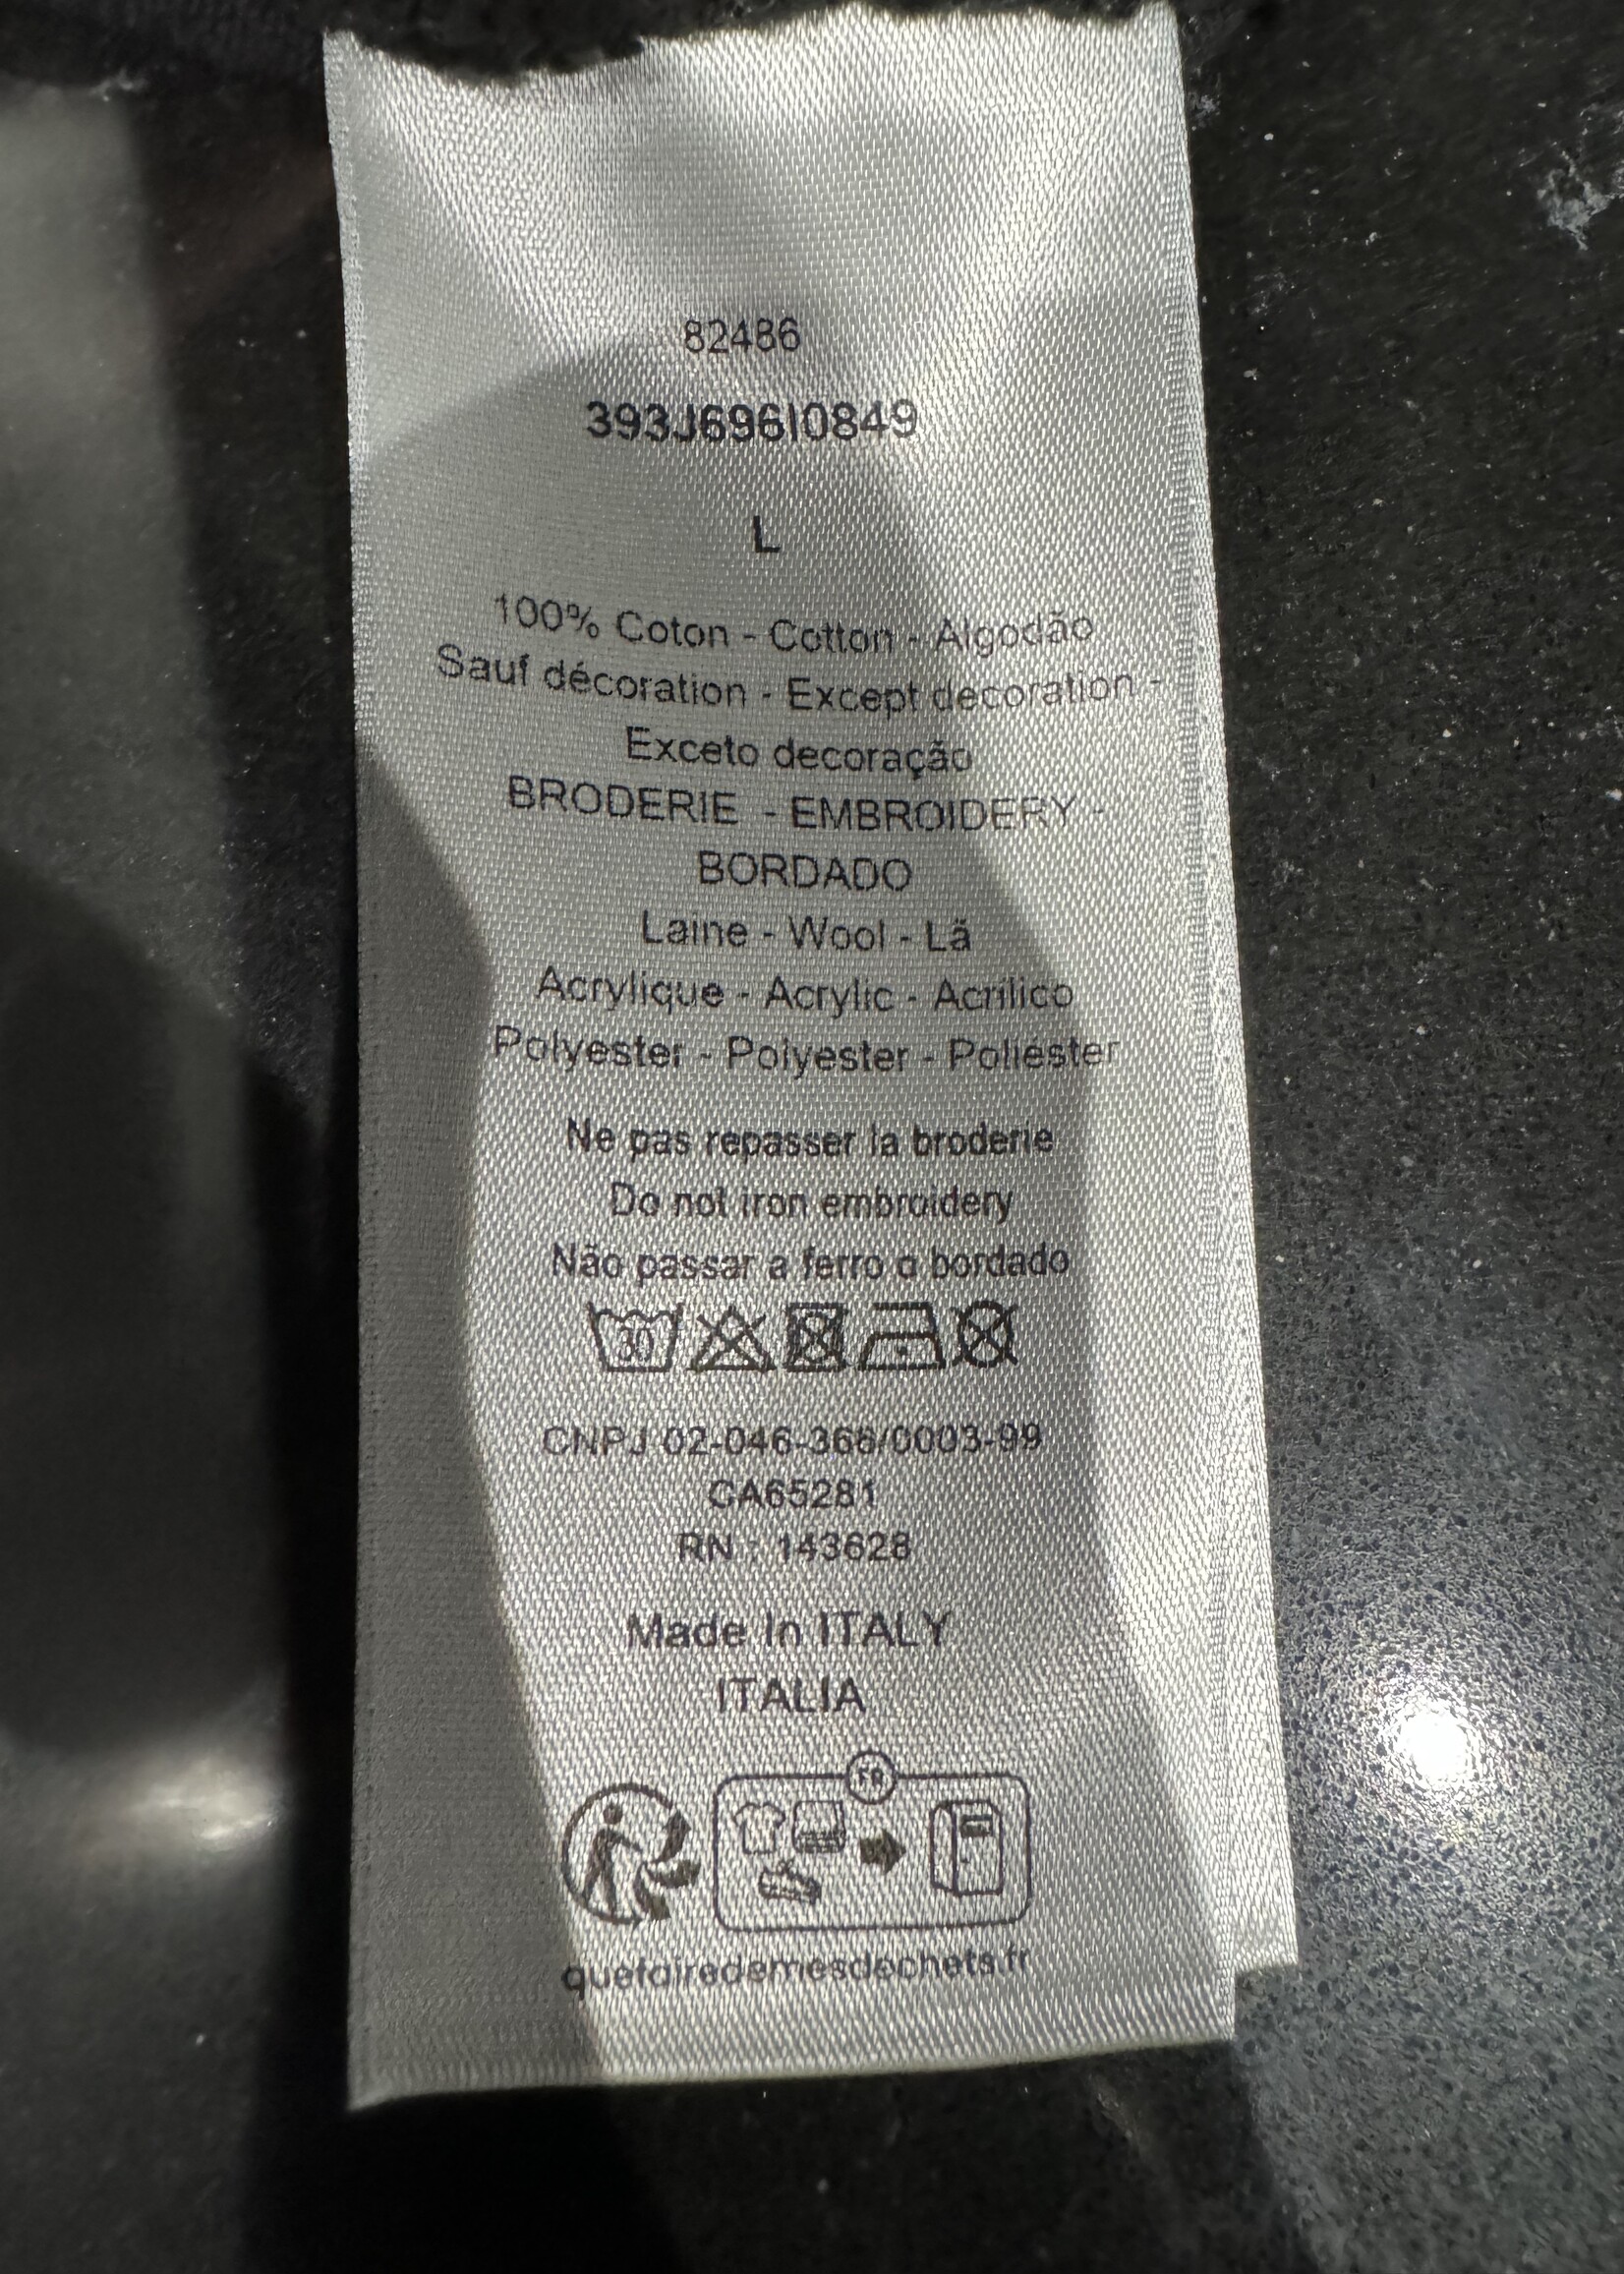 82486
393J696I0849
L
100% Coton - Cotton - Algodão
Sauf décoration - Except decoration -
Exceto decoração
BRODERIE - EMBROIDERY -
BORDADO
Laine - Wool - Lã
Acrylique - Acrylic - Acrílico
Polyester - Polyester - Poliéster
Ne pas repasser la broderie
Do not iron embroidery
Não passar a ferro o bordado
30
CNPJ 02-046-366/0003-99
CA65281
RN : 143628
Made In ITALY
ITALIA
FR
quefairedemesdechets.fr